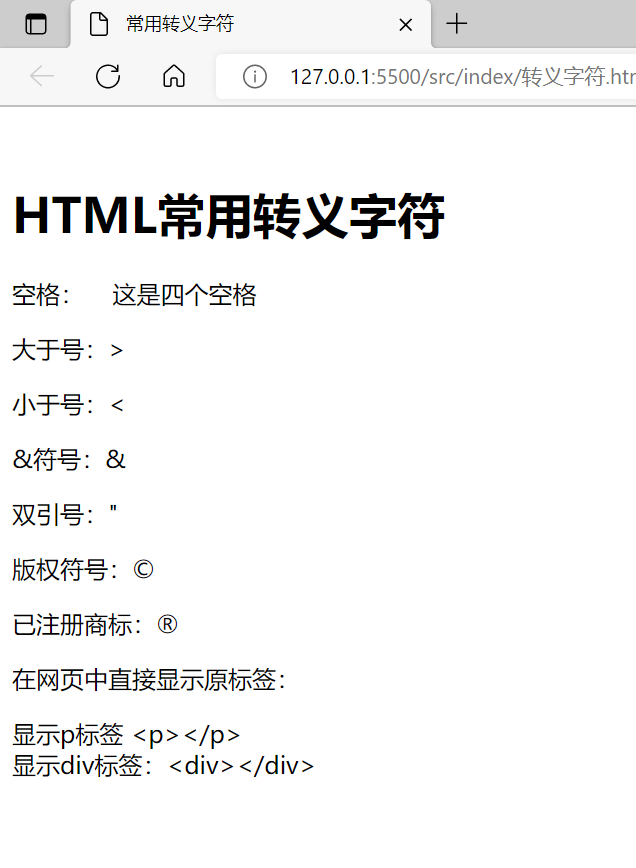 常用转义字符
127.0.0.1:5500/src/index/转义字符.htm
HTML常用转义字符
空格：    这是四个空格
大于号：>
小于号：<
&符号：&
双引号："
版权符号：©
已注册商标：®
在网页中直接显示原标签：
显示p标签 <p></p>
显示div标签：<div></div>